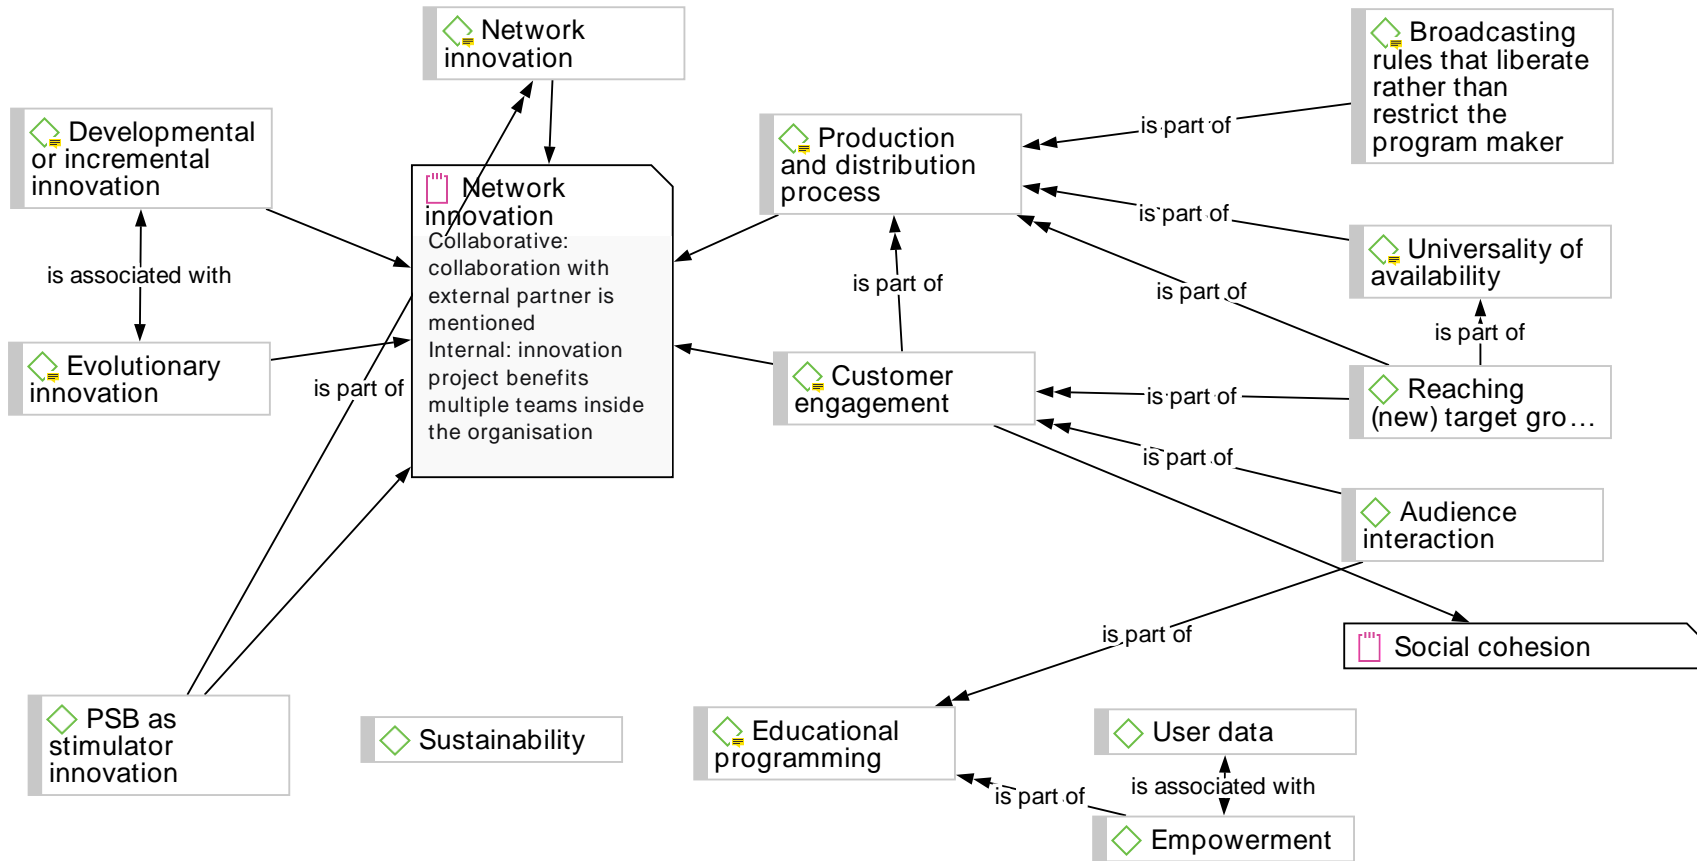 Network
innovation
Broadcasting
rules that liberate
rather than
restrict the
program maker
Developmental
or incremental
innovation
Production
and distribution
process
is part of
Network
innovation
Collaborative:
collaboration with
external partner is
mentioned
Internal: innovation
project benefits
multiple teams inside
the organisation
is part of
Universality of
availability
is associated with
is part of
is part of
is part of
Evolutionary
innovation
is part of
Customer
engagement
is part of
Reaching
(new) target gro…
is part of
Audience
interaction
is part of
Social cohesion
PSB as
stimulator
innovation
Sustainability
Educational
programming
User data
is associated with
is part of
Empowerment